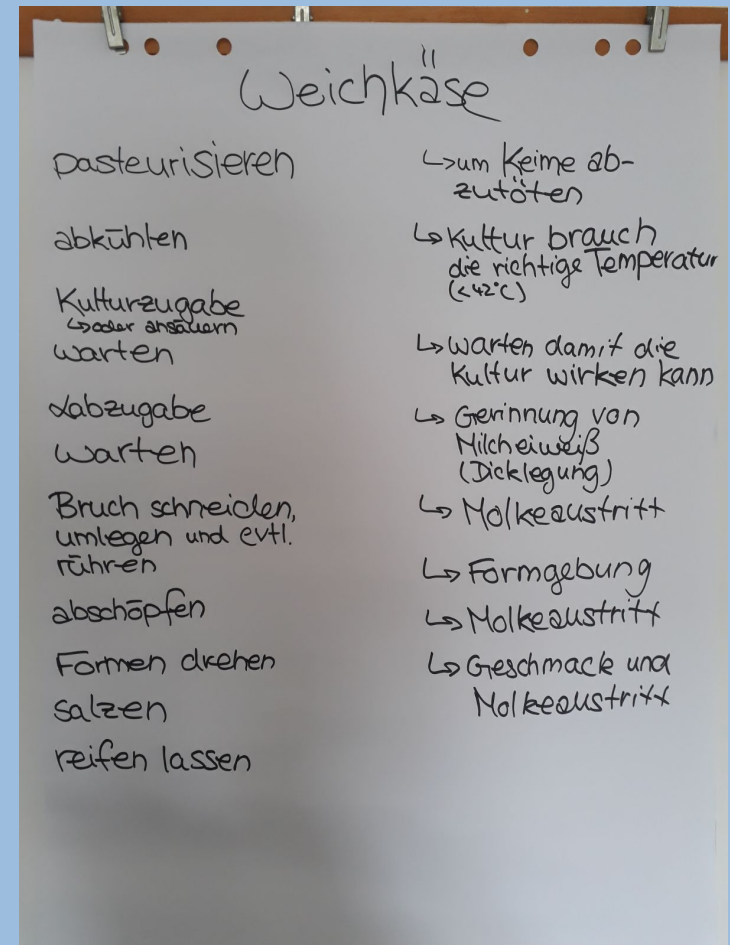 Weichkäse
pasteurisieren
↳ um Keime ab-
zutöten
abkühlen
↳ Kultur brauch
die richtige Temperatur
(<42°C)
Kulturzugabe
↳ oder ansäuern
warten
↳ warten damit die
Kultur wirken kann
Labzugabe
↳ Gerinnung von
Milcheiweiß
(Dicklegung)
warten
Bruch schneiden,
umlegen und evtl.
rühren
↳ Molkeaustritt
abschöpfen
↳ Formgebung
Formen drehen
↳ Molkeaustritt
salzen
↳ Geschmack und
Molkeaustritt
reifen lassen